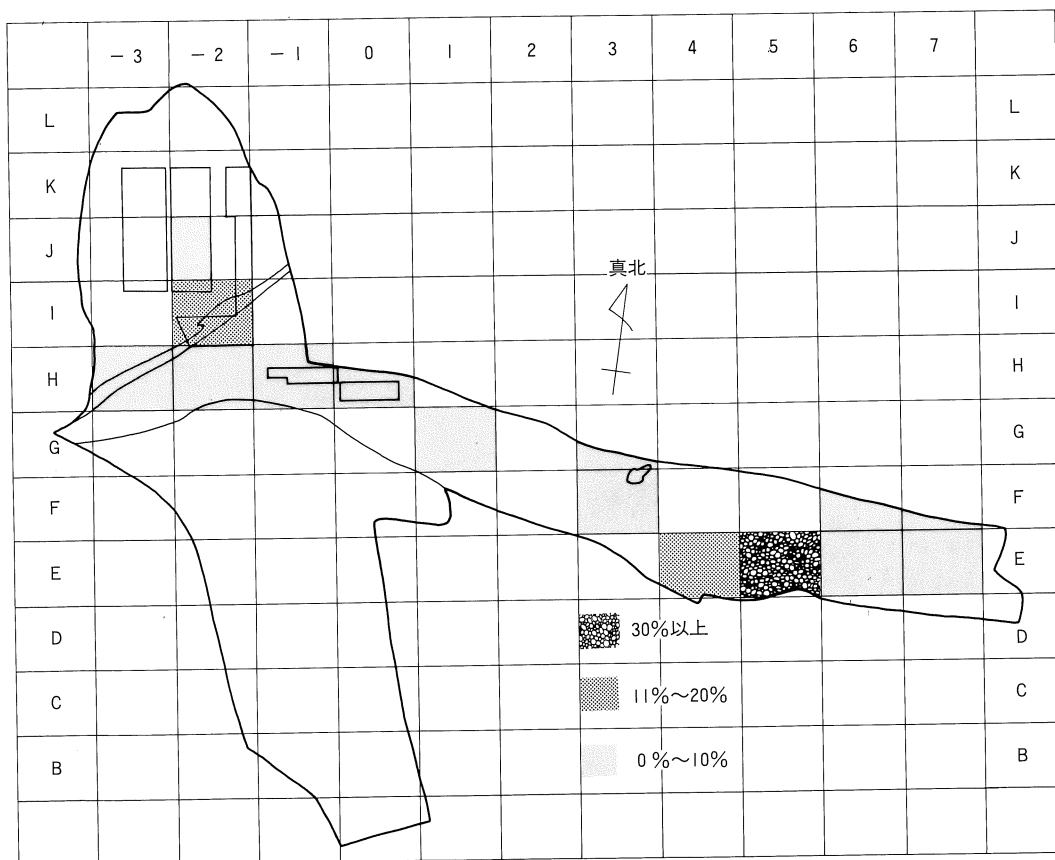 －3 －2 －1 0 1 2 3 4 5 6 7
L L
K K
J J
真北
I I
H H
G G
F F
E E
D 30%以上 D
C 11%～20% C
B 0%～10% B